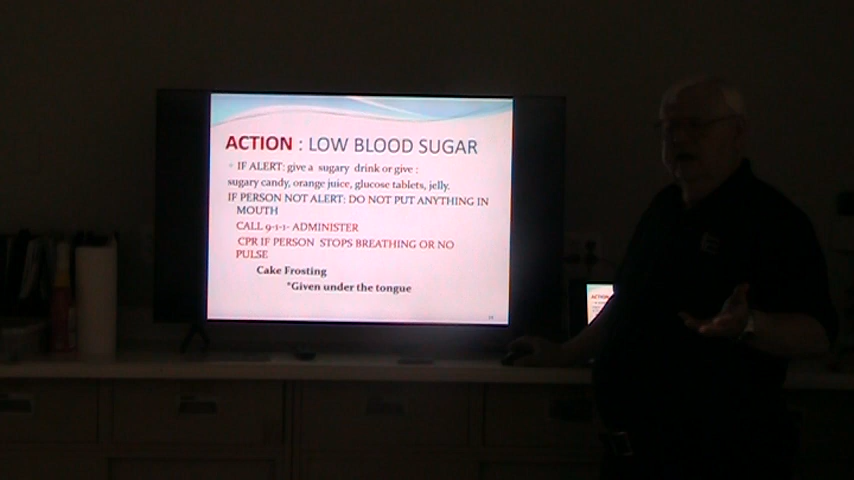 ACTION : LOW BLOOD SUGAR
IF ALERT: give a sugary drink or give :
sugary candy, orange juice, glucose tablets, jelly.
IF PERSON NOT ALERT: DO NOT PUT ANYTHING IN
MOUTH
CALL 9-1-1- ADMINISTER
CPR IF PERSON STOPS BREATHING OR NO
PULSE
Cake Frosting
*Given under the tongue
ACTION